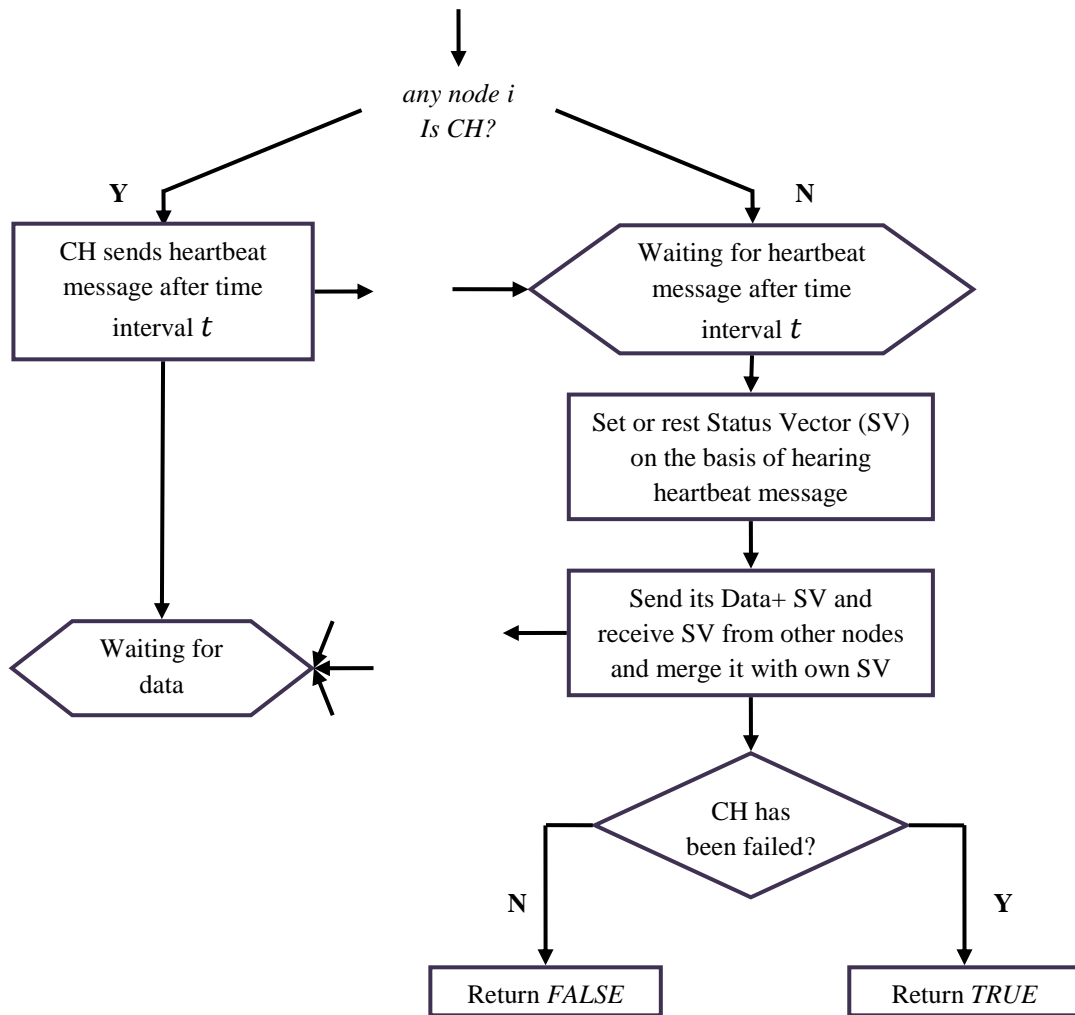 any node i
Is CH?
Y
N
CH sends heartbeat
message after time
interval t
Waiting for heartbeat
message after time
interval t
Set or rest Status Vector (SV)
on the basis of hearing
heartbeat message
Send its Data+ SV and
receive SV from other nodes
and merge it with own SV
Waiting for
data
CH has
been failed?
N
Y
Return FALSE
Return TRUE